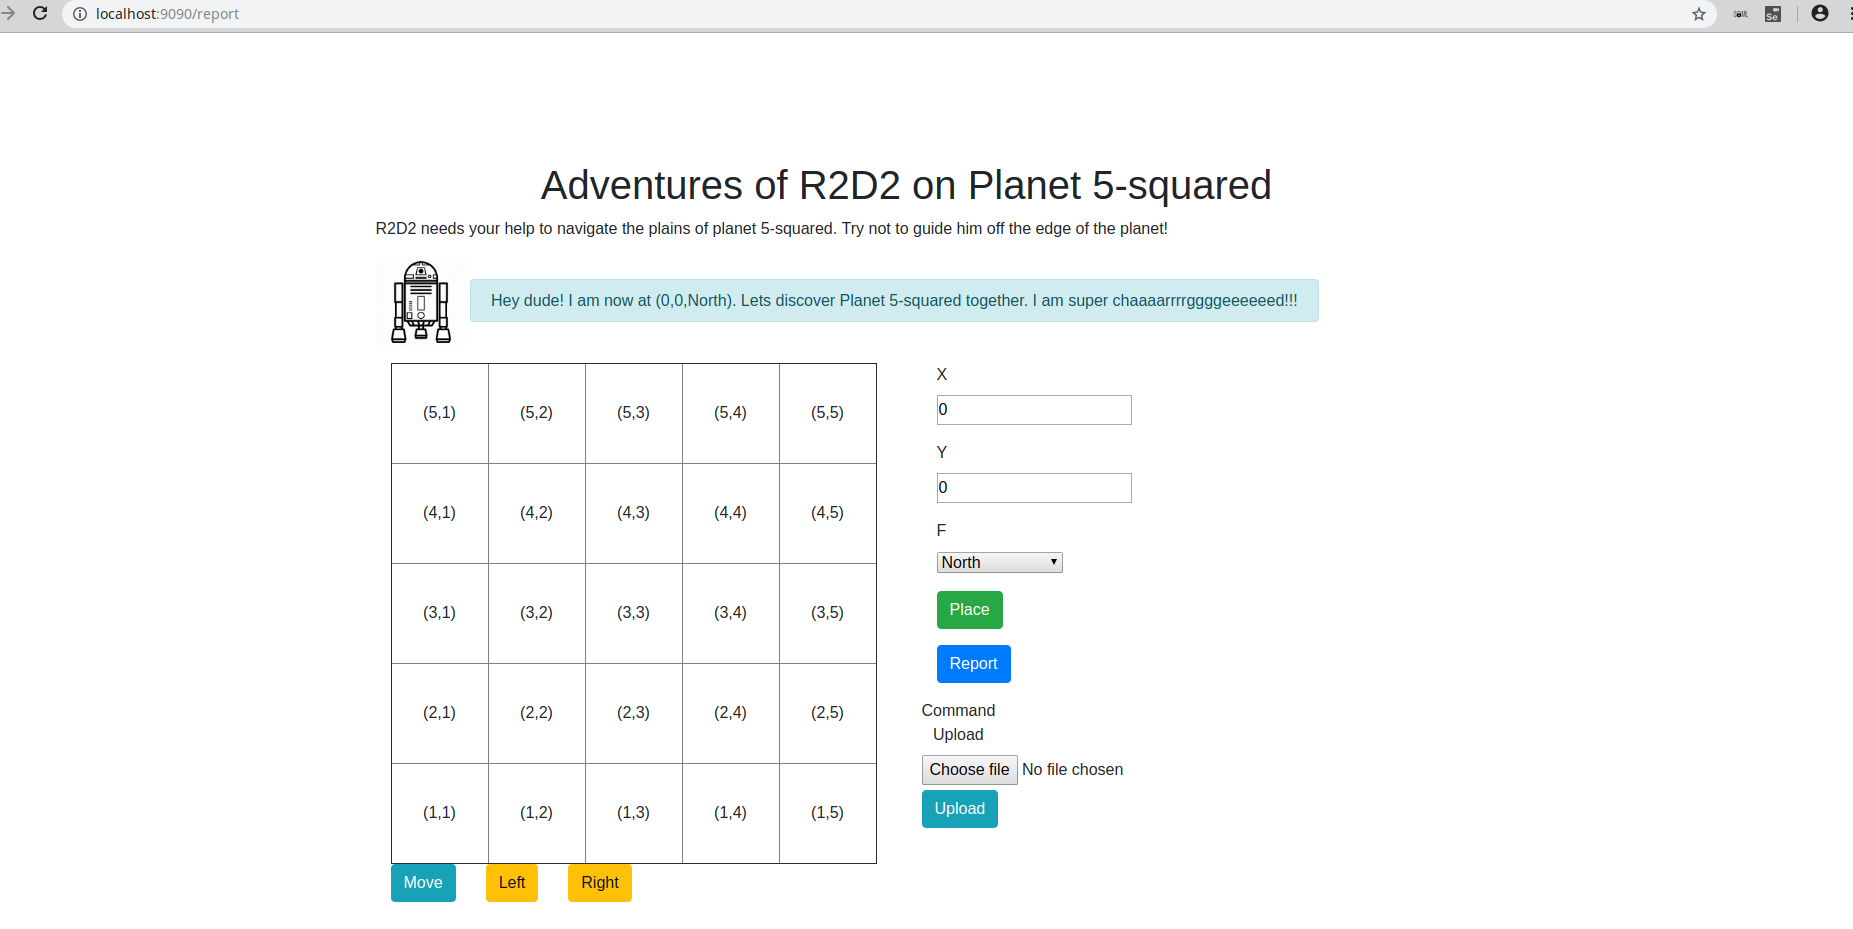 localhost:9090/report
Se
Adventures of R2D2 on Planet 5-squared
R2D2 needs your help to navigate the plains of planet 5-squared. Try not to guide him off the edge of the planet!
Hey dude! I am now at (0,0,North). Lets discover Planet 5-squared together. I am super chaaaarrrrggggeeeeeed!!!
(5,1) (5,2) (5,3) (5,4) (5,5)
(4,1) (4,2) (4,3) (4,4) (4,5)
(3,1) (3,2) (3,3) (3,4) (3,5)
(2,1) (2,2) (2,3) (2,4) (2,5)
(1,1) (1,2) (1,3) (1,4) (1,5)
Move Left Right
X
0
Y
0
F
North
Place
Report
Command
Upload
Choose file No file chosen
Upload